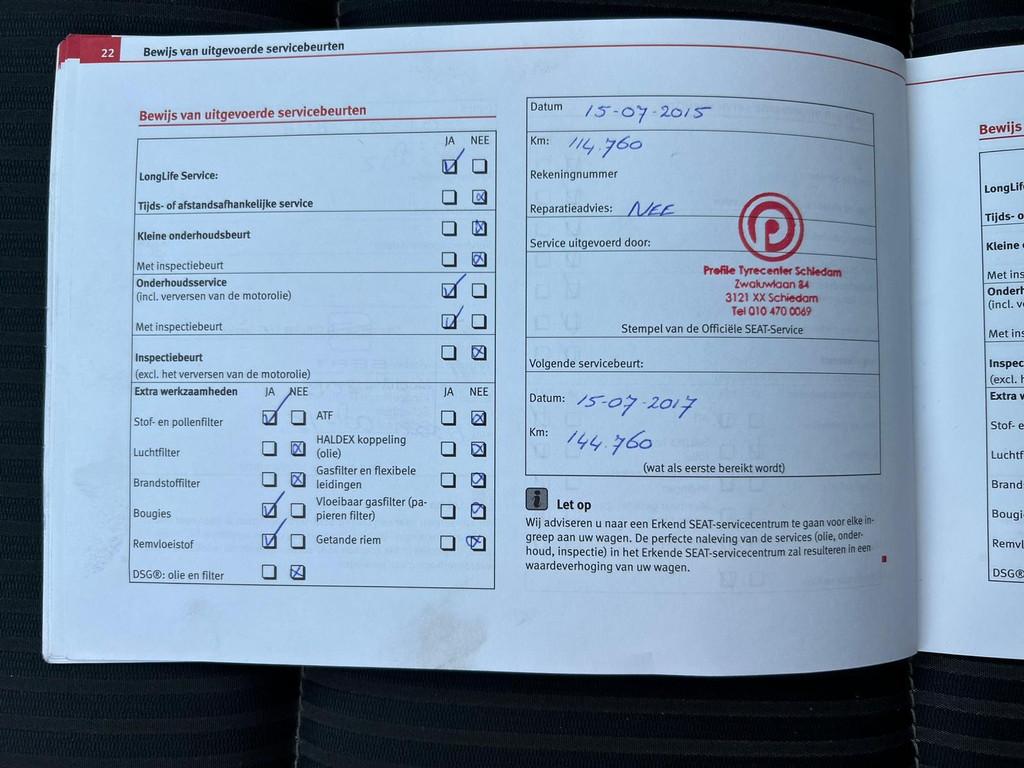 22 Bewijs van uitgevoerde servicebeurten
Bewijs van uitgevoerde servicebeurten
JA NEE
LongLife Service:
Tijds- of afstandsafhankelijke service
Kleine onderhoudsbeurt
Met inspectiebeurt
Onderhoudsservice
(incl. verversen van de motorolie)
Met inspectiebeurt
Inspectiebeurt
(excl. het verversen van de motorolie)
Extra werkzaamheden JA NEE JA NEE
Stof- en pollenfilter ATF
Luchtfilter HALDEX koppeling
(olie)
Brandstoffilter Gasfilter en flexibele
leidingen
Bougies Vloeibaar gasfilter (pa-
pieren filter)
Remvloeistof Getande riem
DSG®: olie en filter
Datum 15-07-2015
Km: 114.760
Rekeningnummer
Reparatieadvies: NEE
Service uitgevoerd door:
Profile Tyrecenter Schiedam
Zwaluwlaan 84
3121 XX Schiedam
Tel 010 470 0069
Stempel van de Officiële SEAT-Service
Volgende servicebeurt:
Datum: 15-07-2017
Km: 144.760
(wat als eerste bereikt wordt)
i Let op
Wij adviseren u naar een Erkend SEAT-servicecentrum te gaan voor elke in-
greep aan uw wagen. De perfecte naleving van de services (olie, onder-
houd, inspectie) in het Erkende SEAT-servicecentrum zal resulteren in een
waardeverhoging van uw wagen.
Bewijs
LongLif
Tijds- o
Kleine
Met ins
Onderh
(incl. v
Met ins
Inspec
(excl. h
Extra w
Stof- e
Luchtf
Brand
Bougi
Remvl
DSG®